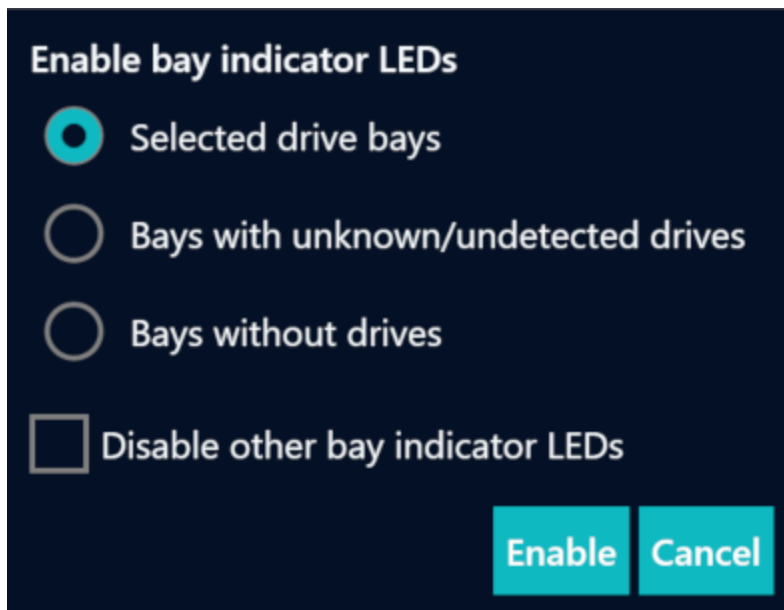 Enable bay indicator LEDs
Selected drive bays
Bays with unknown/undetected drives
Bays without drives
Disable other bay indicator LEDs
Enable Cancel